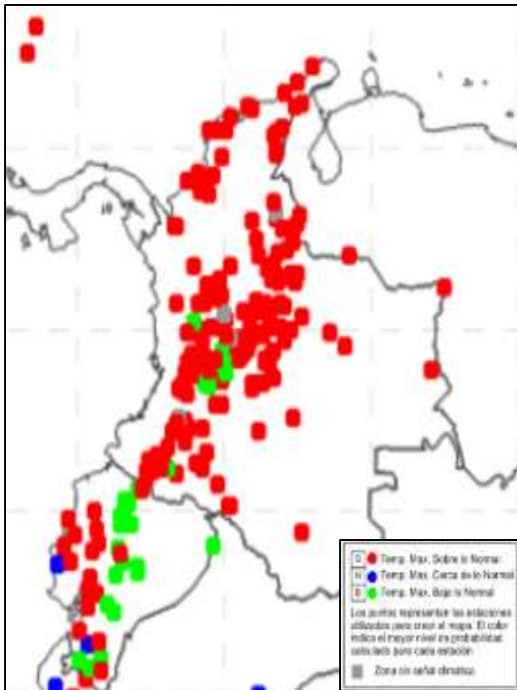 S Temp. Max. Sobre lo Normal
N Temp. Max. Cerca de lo Normal
B Temp. Max. Bajo lo Normal
Los puntos representan las estaciones
utilizadas para crear el mapa. El color
indica el mayor nivel de probabilidad
calculado para cada estación
Zona sin señal climática